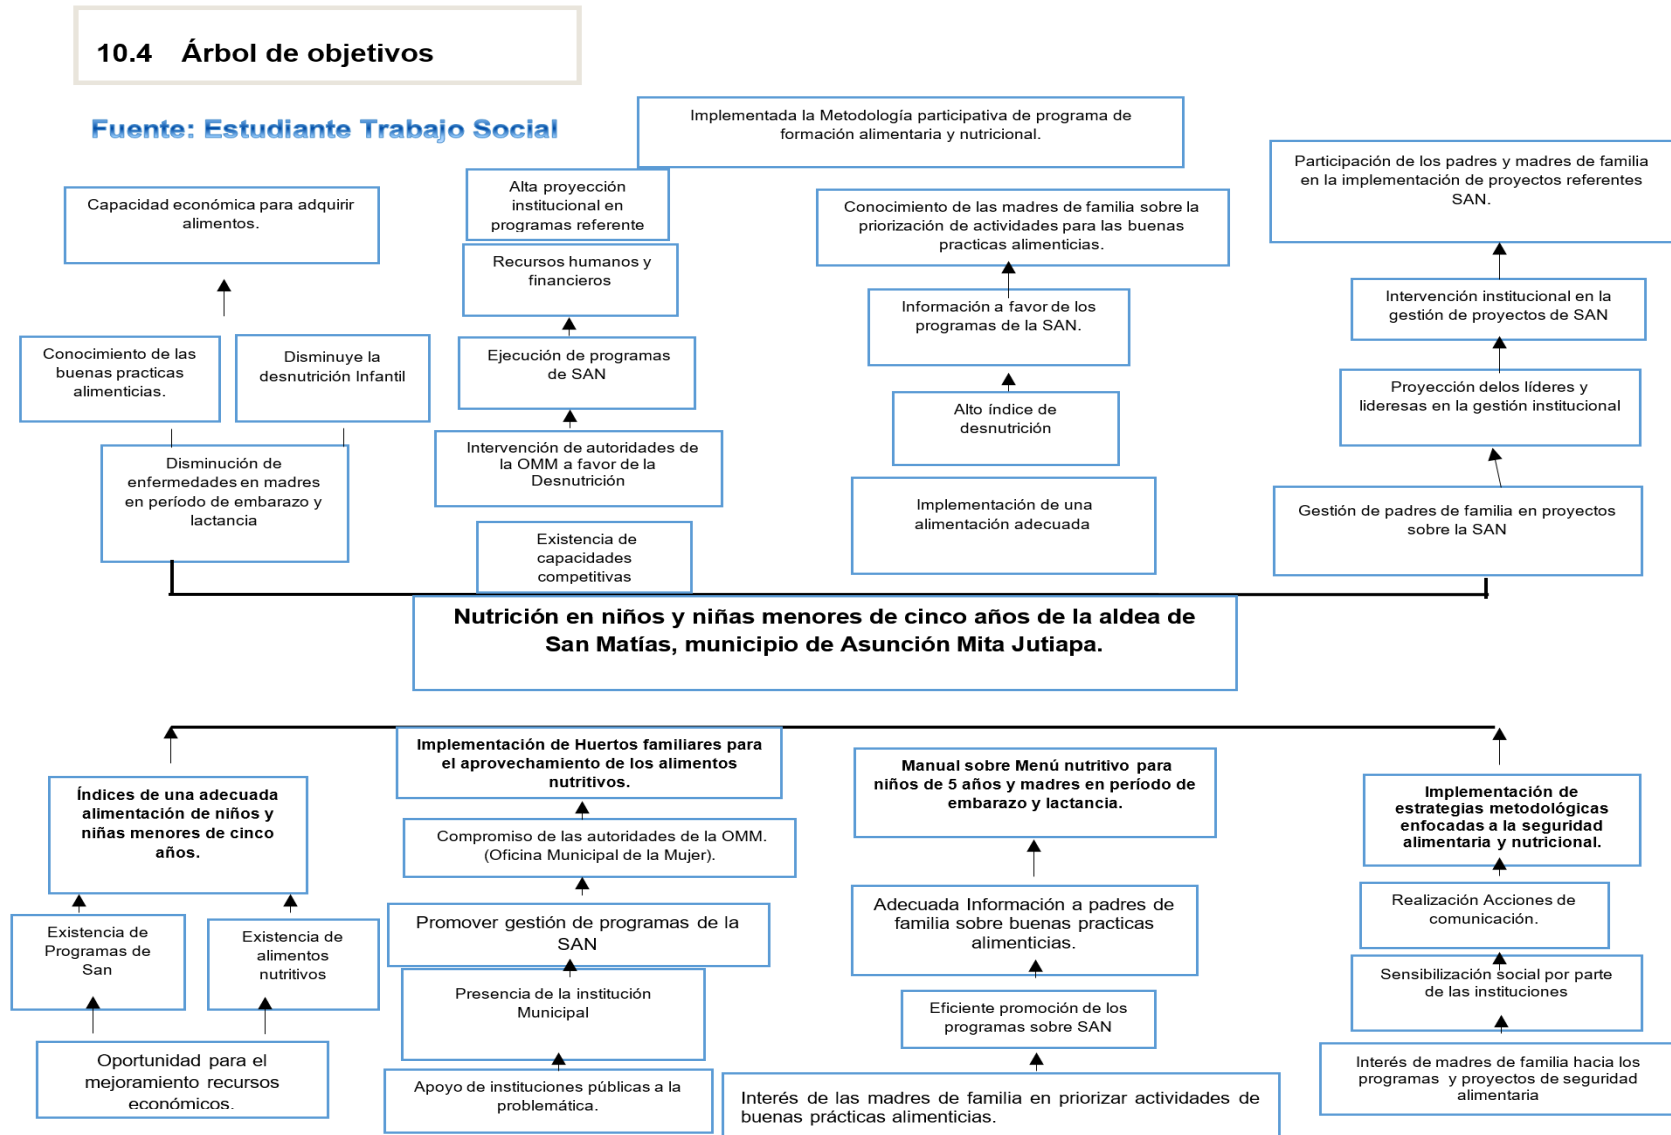 10.4 Árbol de objetivos
Fuente: Estudiante Trabajo Social
Implementada la Metodología participativa de programa de
formación alimentaria y nutricional.
Capacidad económica para adquirir
alimentos.
Alta proyección
institucional en
programas referente
Conocimiento de las madres de familia sobre la
priorización de actividades para las buenas
practicas alimenticias.
Participación de los padres y madres de familia
en la implementación de proyectos referentes
SAN.
Recursos humanos y
financieros
Información a favor de los
programas de la SAN.
Intervención institucional en la
gestión de proyectos de SAN
Conocimiento de las
buenas practicas
alimenticias.
Disminuye la
desnutrición Infantil
Ejecución de programas
de SAN
Alto índice de
desnutrición
Proyección delos líderes y
lideresas en la gestión institucional
Disminución de
enfermedades en madres
en período de embarazo y
lactancia
Intervención de autoridades de
la OMM a favor de la
Desnutrición
Implementación de una
alimentación adecuada
Gestión de padres de familia en proyectos
sobre la SAN
Existencia de
capacidades
competitivas
Nutrición en niños y niñas menores de cinco años de la aldea de
San Matías, municipio de Asunción Mita Jutiapa.
Índices de una adecuada
alimentación de niños y
niñas menores de cinco
años.
Implementación de Huertos familiares para
el aprovechamiento de los alimentos
nutritivos.
Manual sobre Menú nutritivo para
niños de 5 años y madres en período de
embarazo y lactancia.
Implementación de
estrategias metodológicas
enfocadas a la seguridad
alimentaria y nutricional.
Compromiso de las autoridades de la OMM.
(Oficina Municipal de la Mujer).
Existencia de
Programas de
San
Existencia de
alimentos
nutritivos
Promover gestión de programas de la
SAN
Adecuada Información a padres de
familia sobre buenas practicas
alimenticias.
Realización Acciones de
comunicación.
Presencia de la institución
Municipal
Eficiente promoción de los
programas sobre SAN
Sensibilización social por parte
de las instituciones
Oportunidad para el
mejoramiento recursos
económicos.
Apoyo de instituciones públicas a la
problemática.
Interés de las madres de familia en priorizar actividades de
buenas prácticas alimenticias.
Interés de madres de familia hacia los
programas y proyectos de seguridad
alimentaria